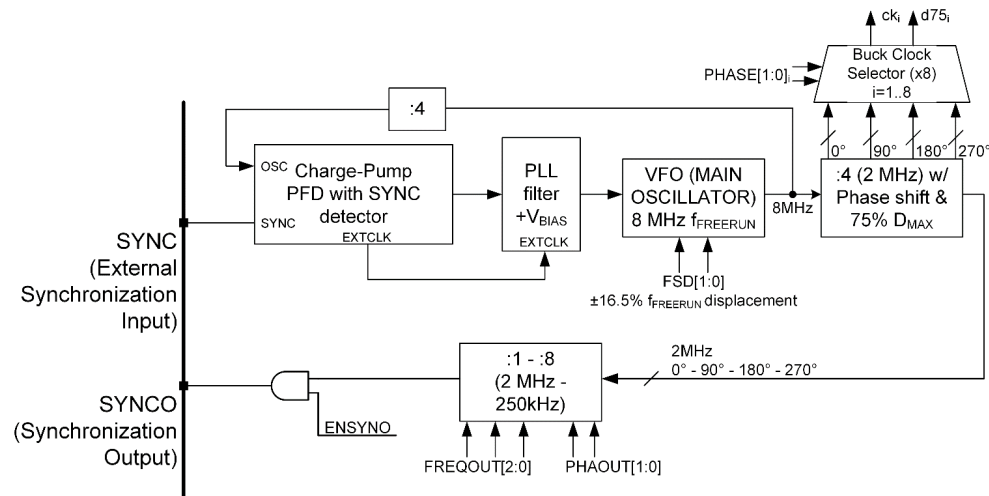 ckᵢ
d75ᵢ
Buck Clock
Selector (x8)
i=1..8
PHASE[1:0]ᵢ
:4
0°
90°
180°
270°
OSC
Charge-Pump
PFD with SYNC
detector
SYNC
EXTCLK
PLL
filter
+V_BIAS
EXTCLK
VFO (MAIN
OSCILLATOR)
8 MHz f_FREERUN
8MHz
:4 (2 MHz) w/
Phase shift &
75% D_MAX
FSD[1:0]
±16.5% f_FREERUN displacement
SYNC
(External
Synchronization
Input)
2MHz
0° - 90° - 180° - 270°
:1 - :8
(2 MHz -
250kHz)
SYNCO
(Synchronization
Output)
ENSYNO
FREQOUT[2:0]
PHAOUT[1:0]